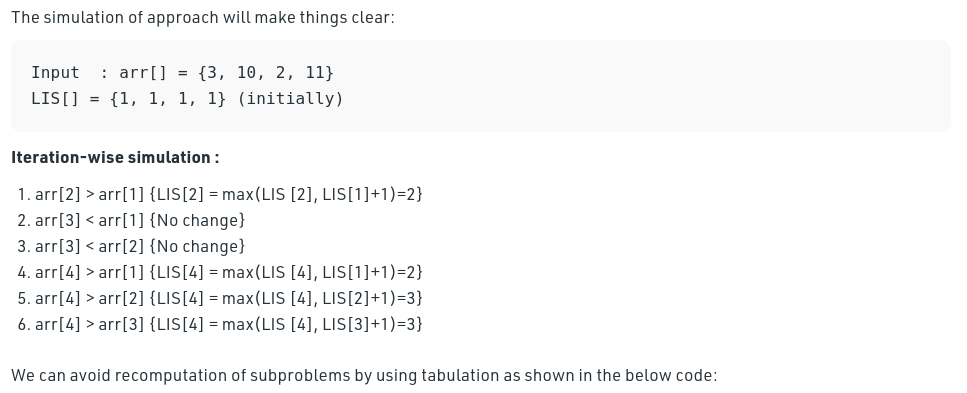 The simulation of approach will make things clear:
Input  : arr[] = {3, 10, 2, 11}
LIS[] = {1, 1, 1, 1} (initially)
Iteration-wise simulation :
1. arr[2] > arr[1] {LIS[2] = max(LIS [2], LIS[1]+1)=2}
2. arr[3] < arr[1] {No change}
3. arr[3] < arr[2] {No change}
4. arr[4] > arr[1] {LIS[4] = max(LIS [4], LIS[1]+1)=2}
5. arr[4] > arr[2] {LIS[4] = max(LIS [4], LIS[2]+1)=3}
6. arr[4] > arr[3] {LIS[4] = max(LIS [4], LIS[3]+1)=3}
We can avoid recomputation of subproblems by using tabulation as shown in the below code: